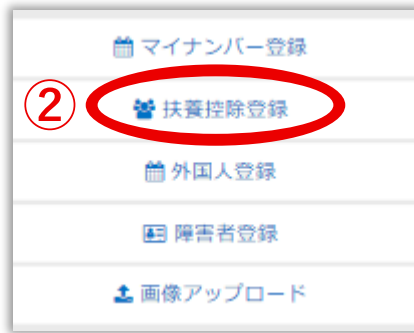 マイナンバー登録
② 扶養控除登録
外国人登録
障害者登録
画像アップロード